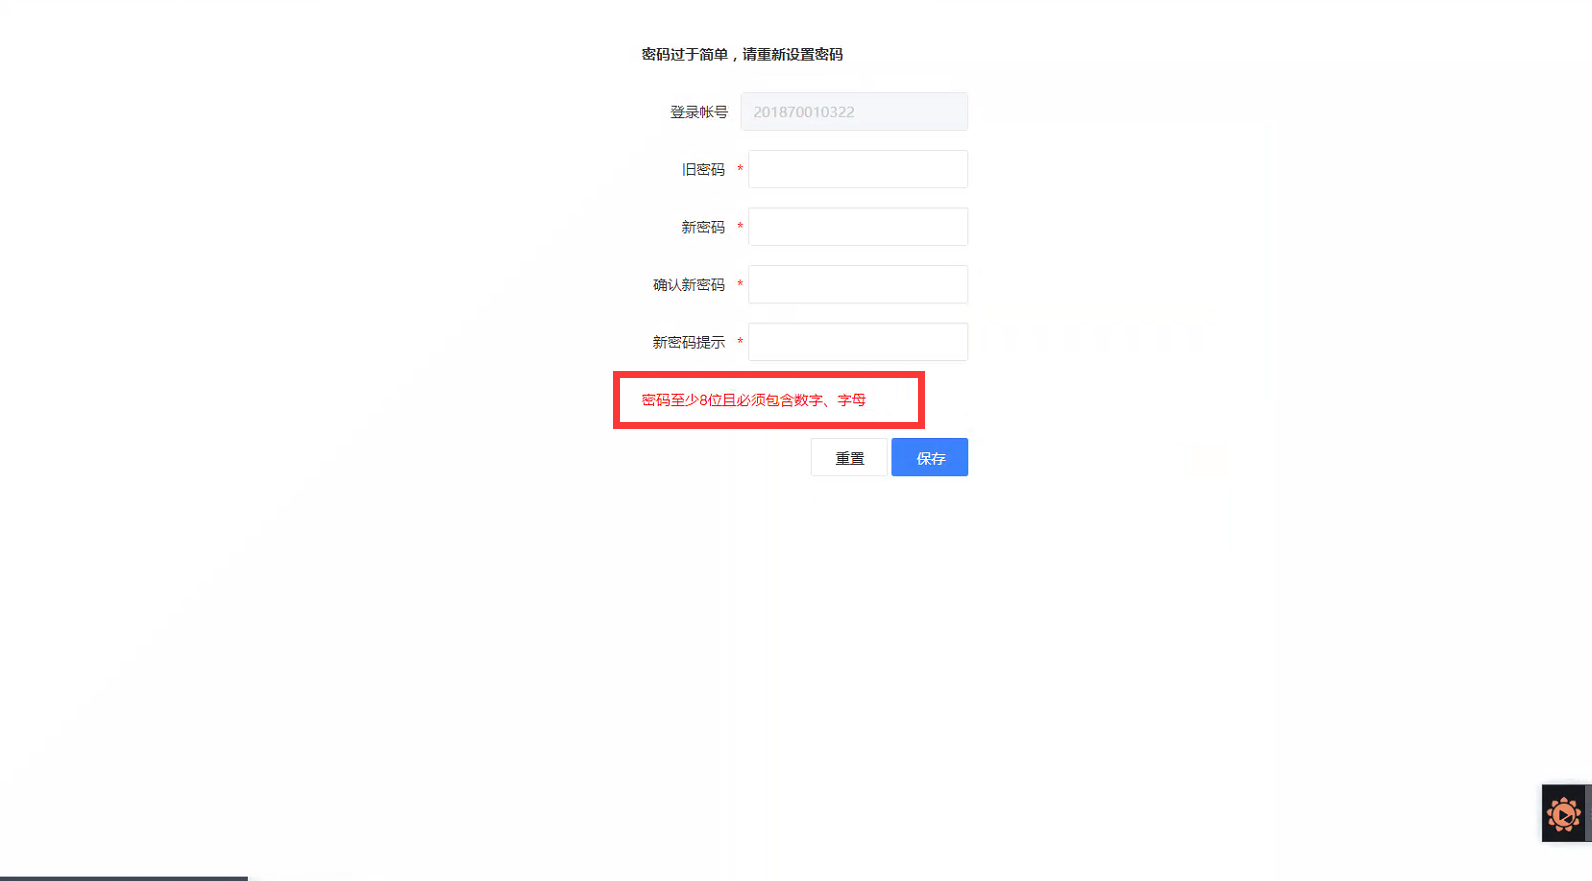 密码过于简单，请重新设置密码
登录帐号 201870010322
旧密码 *
新密码 *
确认新密码 *
新密码提示 *
密码至少8位且必须包含数字、字母
重置 保存